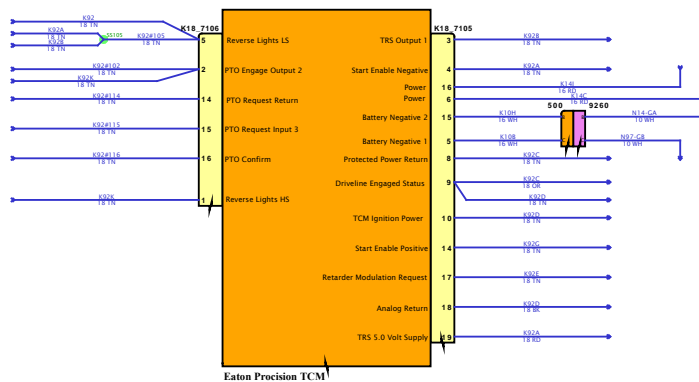 K18_7106
K18_7105
K92
18 TN
K92A
18 TN
K92B
18 TN
SS105
K92#105
18 TN
5 Reverse Lights LS
K92#102
18 TN
K92K
18 TN
2 PTO Engage Output 2
K92#114
18 TN
14 PTO Request Return
K92#115
18 TN
15 PTO Request Input 3
K92#116
18 TN
16 PTO Confirm
K92K
18 TN
1 Reverse Lights HS
TRS Output 1 3
K92B
18 TN
Start Enable Negative 4
K92A
18 TN
Power 16
K14J
16 RD
Power 6
K14C
16 RD
500 9260
Battery Negative 2 15
K10H
16 WH
N14-GA
10 WH
Battery Negative 1 5
K10B
16 WH
N97-GB
10 WH
Protected Power Return 8
K92C
18 TN
Driveline Engaged Status 9
K92C
18 OR
K92D
18 TN
TCM Ignition Power 10
K92D
18 TN
Start Enable Positive 14
K92G
18 TN
Retarder Modulation Request 17
K92E
18 TN
Analog Return 18
K92D
18 BK
TRS 5.0 Volt Supply 19
K92A
18 RD
Eaton Procision TCM